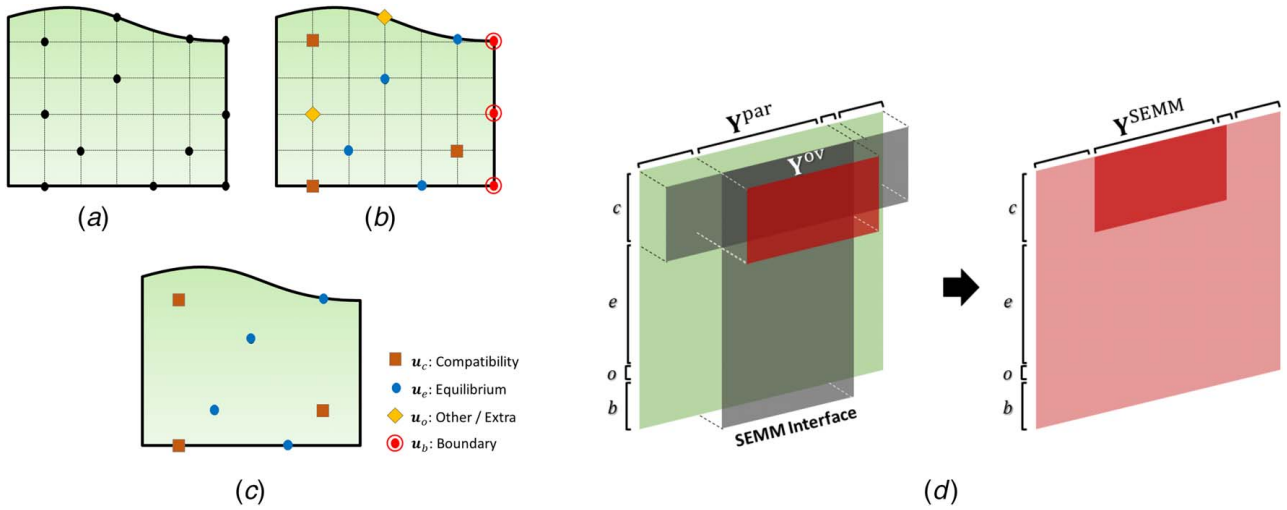 (a)
(b)
u_c: Compatibility
u_e: Equilibrium
u_o: Other / Extra
u_b: Boundary
(c)
Y^par
Y^ov
c
e
o
b
SEMM Interface
Y^SEMM
c
e
o
b
(d)